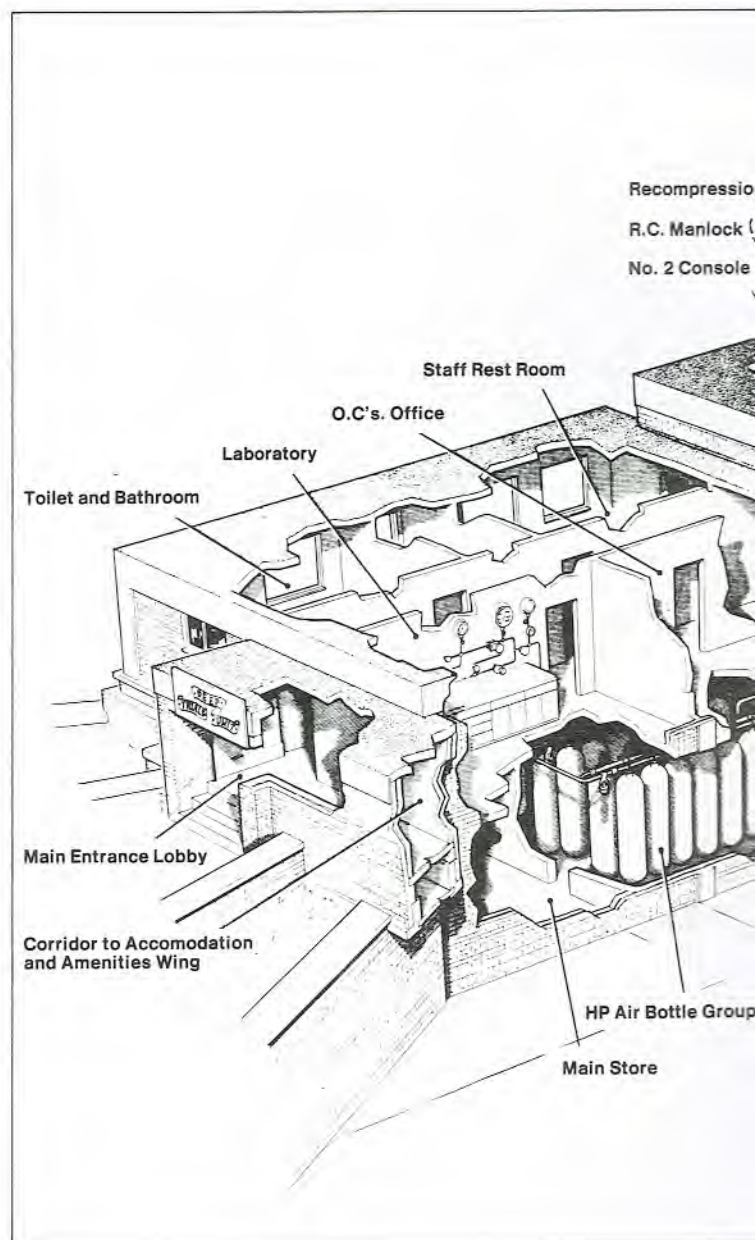 Recompressio
R.C. Manlock
No. 2 Console
Staff Rest Room
O.C's. Office
Laboratory
Toilet and Bathroom
DEEP
Main Entrance Lobby
Corridor to Accomodation
and Amenities Wing
HP Air Bottle Group
Main Store